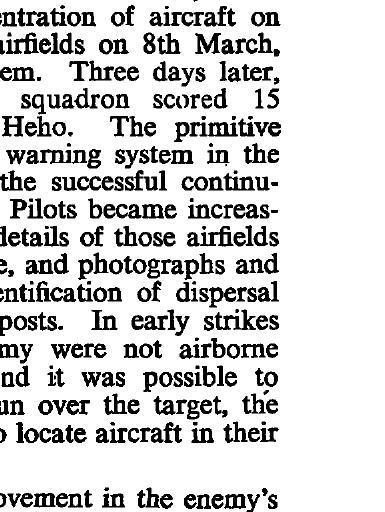 ntration of aircraft on
irfields on 8th March,
em. Three days later,
squadron scored 15
Heho. The primitive
warning system in the
the successful continu-
Pilots became increas-
details of those airfields
e, and photographs and
ntification of dispersal
posts. In early strikes
my were not airborne
nd it was possible to
un over the target, the
o locate aircraft in their
ovement in the enemy's